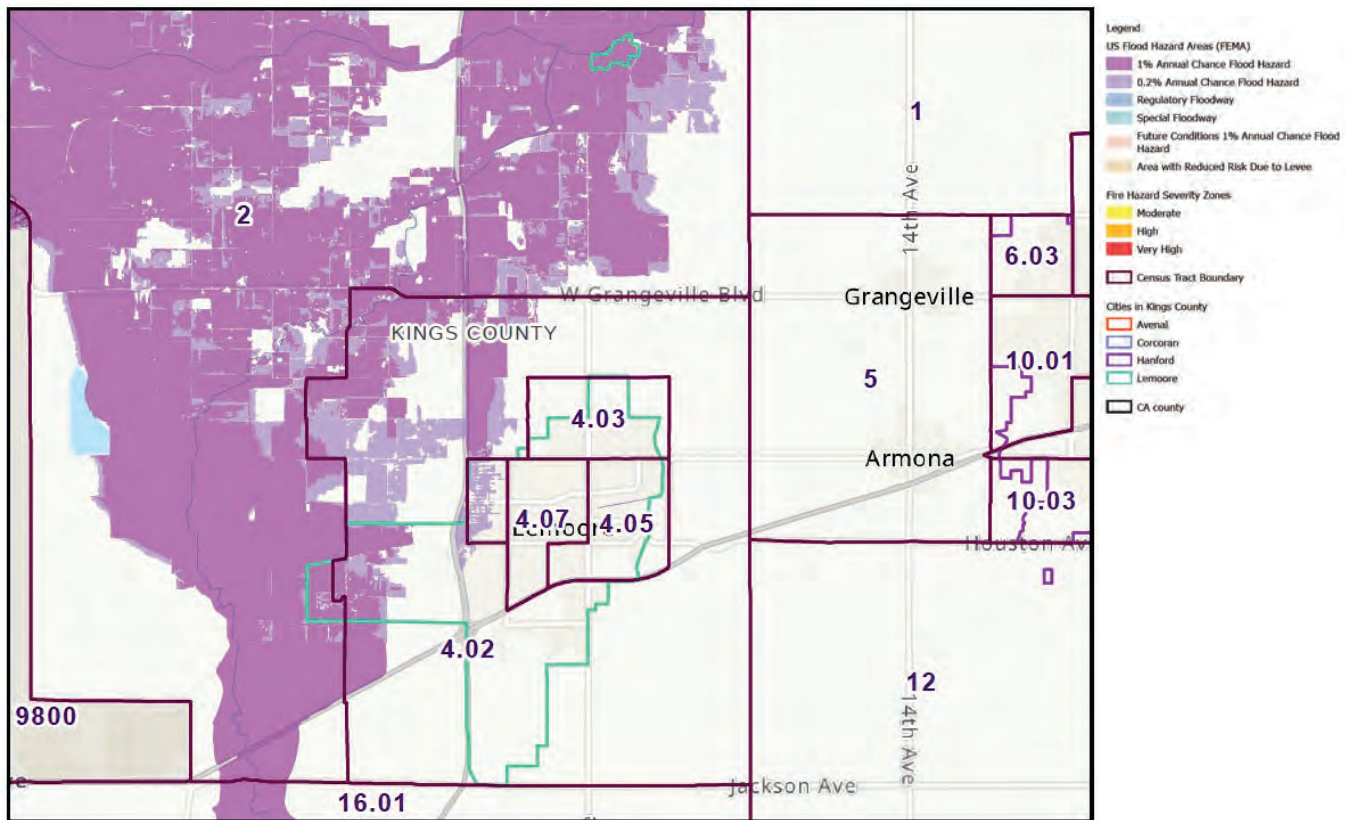 1
14th Ave
2
6.03
W Grangeville Blvd
Grangeville
KINGS COUNTY
10.01
5
4.03
Armona
10.03
4.07
4.05
Lemoore
Houston Av
4.02
12
14th Ave
9800
Jackson Ave
16.01
Legend
US Flood Hazard Areas (FEMA)
1% Annual Chance Flood Hazard
0.2% Annual Chance Flood Hazard
Regulatory Floodway
Special Floodway
Future Conditions 1% Annual Chance Flood
Hazard
Area with Reduced Risk Due to Levee
Fire Hazard Severity Zones
Moderate
High
Very High
Census Tract Boundary
Cities in Kings County
Avenal
Corcoran
Hanford
Lemoore
CA county